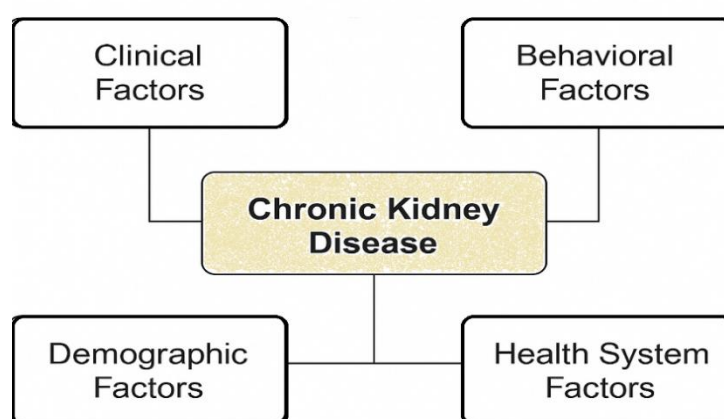 Clinical
Factors
Behavioral
Factors
Chronic Kidney
Disease
Demographic
Factors
Health System
Factors